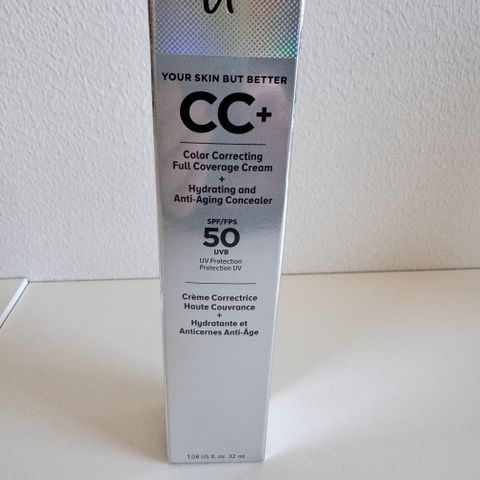 YOUR SKIN BUT BETTER
CC+
Color Correcting
Full Coverage Cream
+
Hydrating and
Anti-Aging Concealer
SPF/FPS
50
UVB
UV Protection
Protection UV
Crème Correctrice
Haute Couvrance
+
Hydratante et
Anticernes Anti-Âge
1.08 US fl. oz. 32 ml